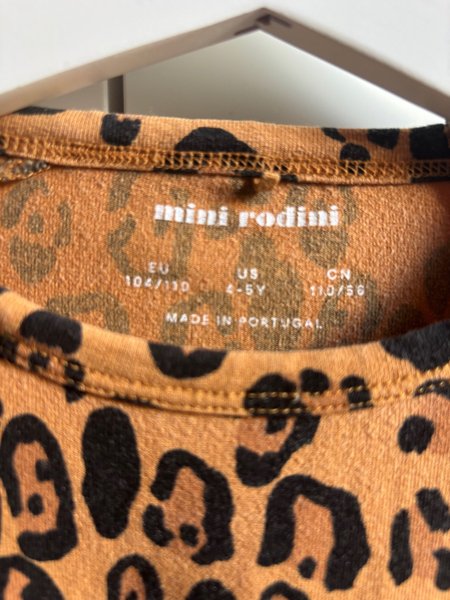 mini rodini
EU US CN
104/110 4-5Y 110/56
MADE IN PORTUGAL